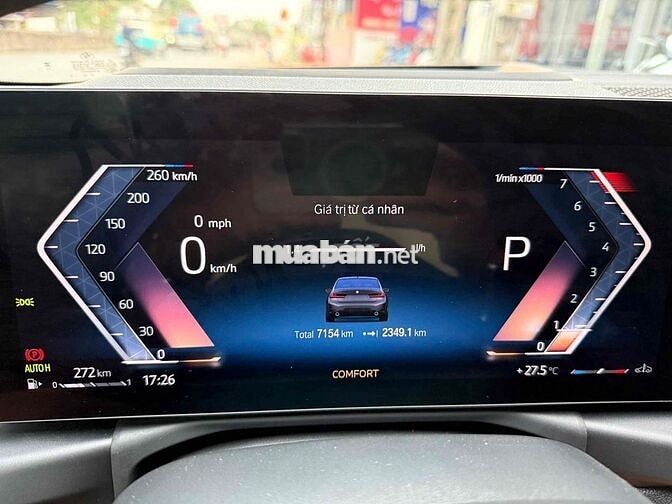 260 km/h
200
150
120
90
60
30
0
0 mph
0 km/h
Giá trị từ cá nhân
l/h
muaban.net
Total 7154 km
2349.1 km
COMFORT
1/min x1000
7
6
5
4
3
2
1
0
P
P
AUTO H
272 km
0
1
17:26
+27.5 °C